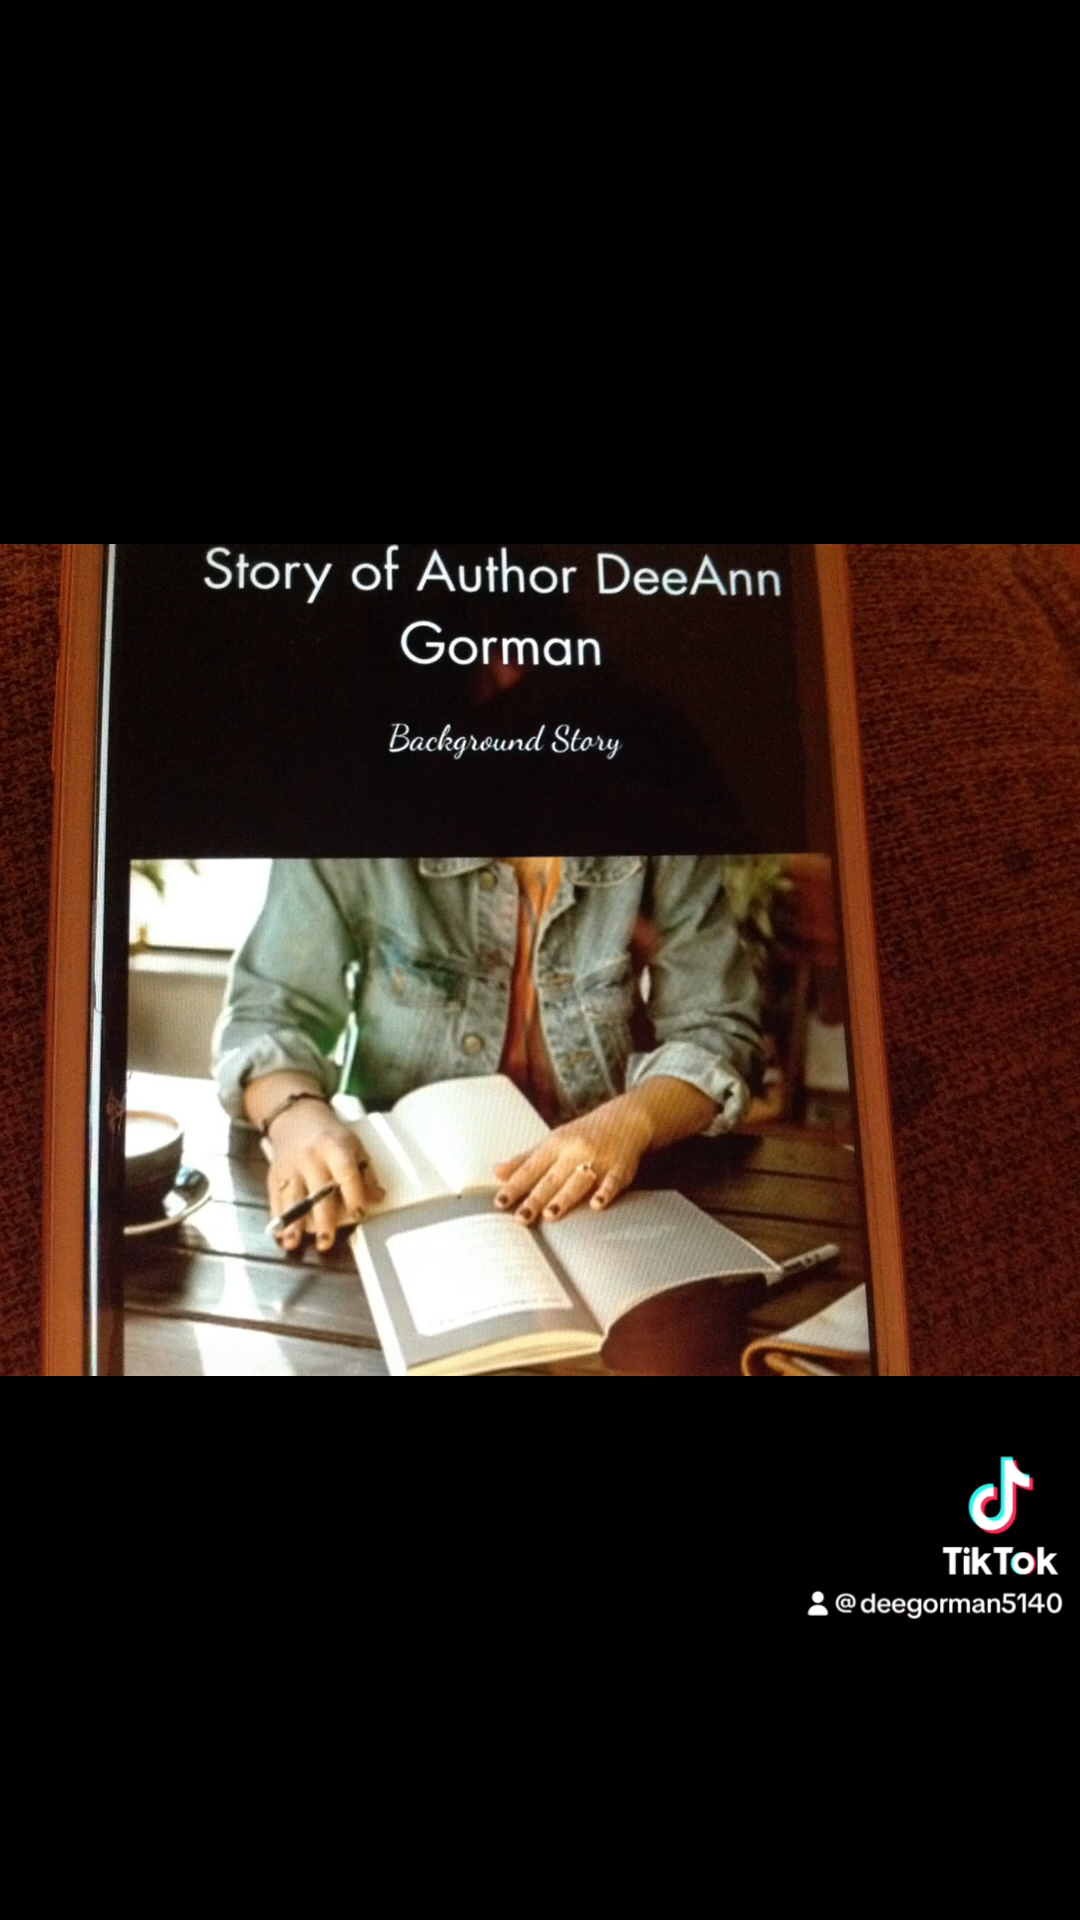 Story of Author DeeAnn
Gorman
Background Story
TikTok
@deegorman5140